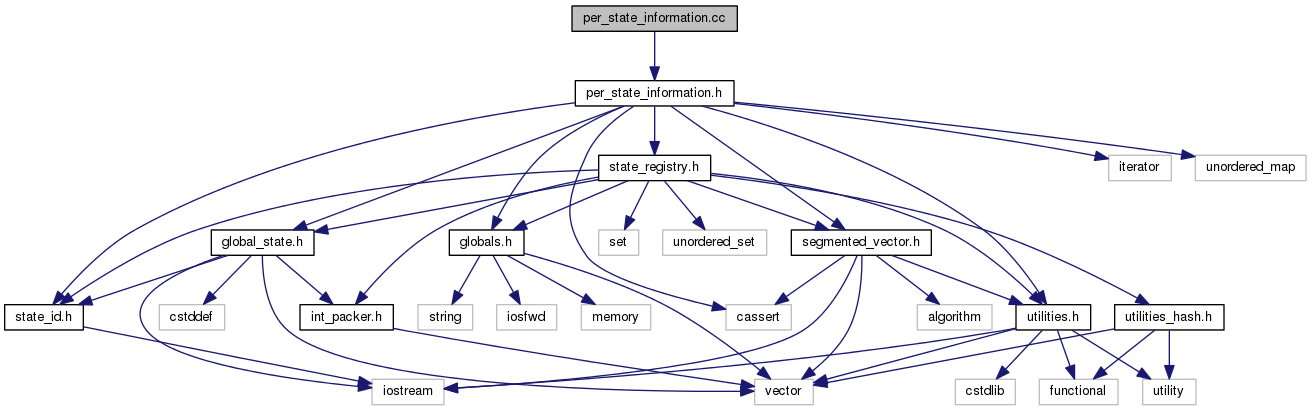 per_state_information.cc
per_state_information.h
state_registry.h
iterator
unordered_map
global_state.h
globals.h
set
unordered_set
segmented_vector.h
state_id.h
cstddef
int_packer.h
string
iosfwd
memory
cassert
algorithm
utilities.h
utilities_hash.h
iostream
vector
cstdlib
functional
utility